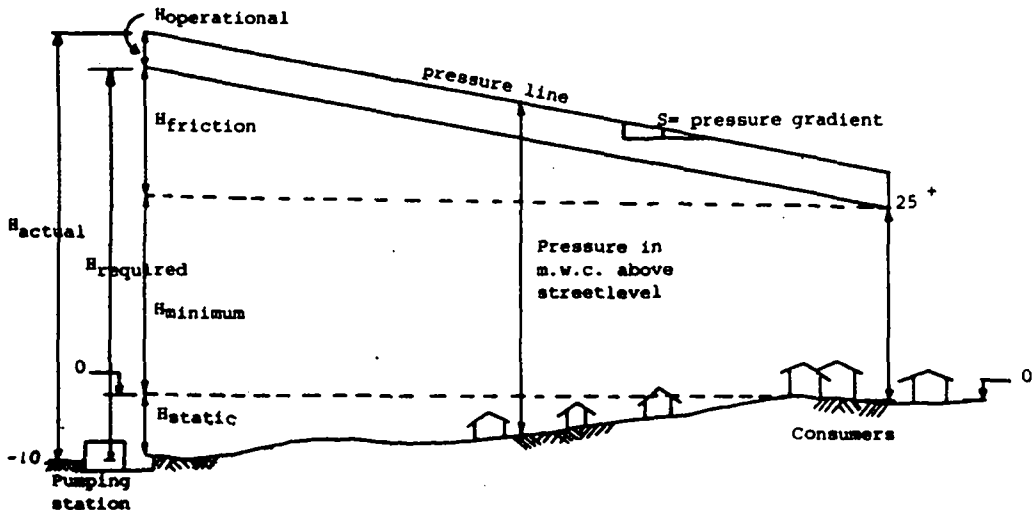 Hoperational
pressure line
S= pressure gradient
Hfriction
25 +
Hactual
Hrequired
Pressure in
m.w.c. above
streetlevel
Hminimum
0
0
Hstatic
Consumers
-10
Pumping
station